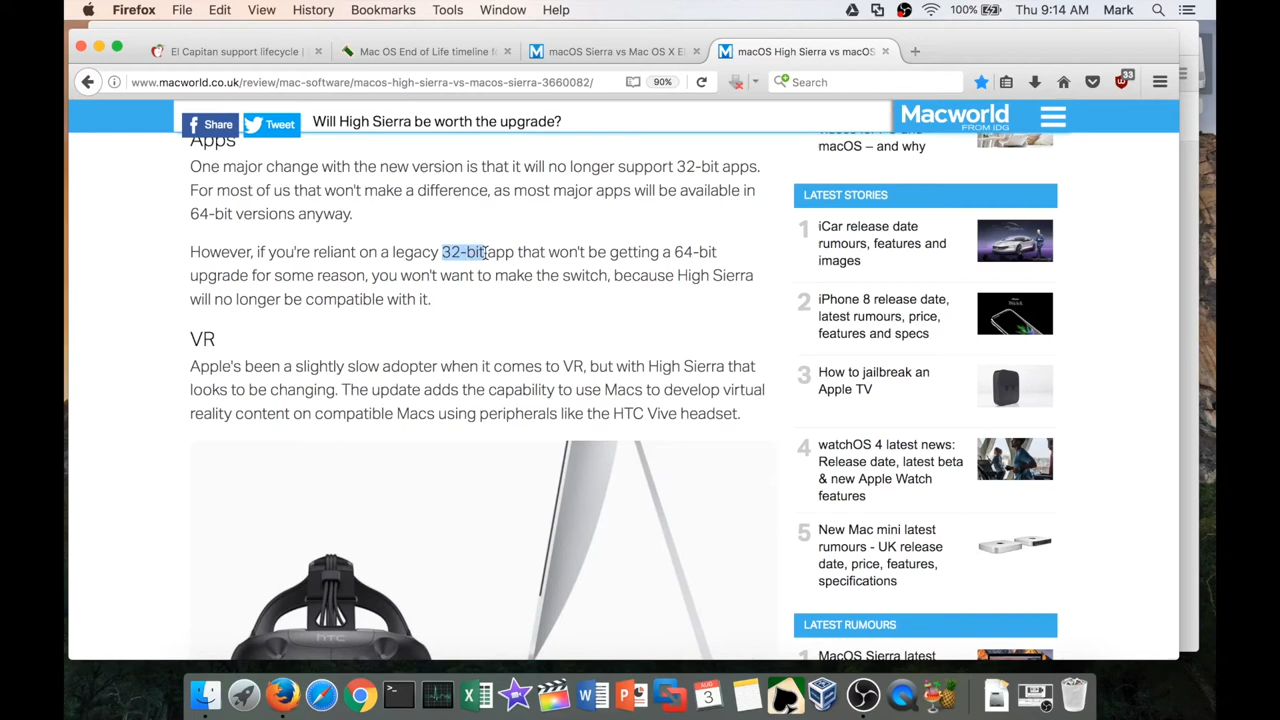 Firefox File Edit View History Bookmarks Tools Window Help 100% Thu 9:14 AM Mark
El Capitan support lifecycle
Mac OS End of Life timeline f
macOS Sierra vs Mac OS X E
macOS High Sierra vs macOS
www.macworld.co.uk/review/mac-software/macos-high-sierra-vs-macos-sierra-3660082/ 90% Search 33
Share Tweet Will High Sierra be worth the upgrade?
Macworld
FROM IDG
Apps
One major change with the new version is that it will no longer support 32-bit apps.
For most of us that won't make a difference, as most major apps will be available in
64-bit versions anyway.
However, if you're reliant on a legacy 32-bit app that won't be getting a 64-bit
upgrade for some reason, you won't want to make the switch, because High Sierra
will no longer be compatible with it.
VR
Apple's been a slightly slow adopter when it comes to VR, but with High Sierra that
looks to be changing. The update adds the capability to use Macs to develop virtual
reality content on compatible Macs using peripherals like the HTC Vive headset.
htc
macOS – and why
LATEST STORIES
1 iCar release date
rumours, features and
images
2 iPhone 8 release date,
latest rumours, price,
features and specs
3 How to jailbreak an
Apple TV
4 watchOS 4 latest news:
Release date, latest beta
& new Apple Watch
features
5 New Mac mini latest
rumours - UK release
date, price, features,
specifications
LATEST RUMOURS
MacOS Sierra latest
AUG
3